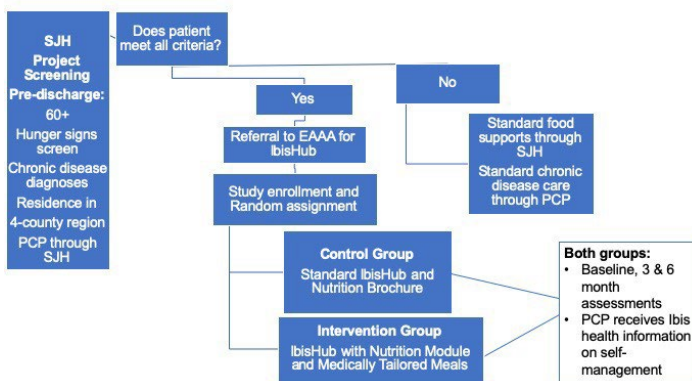 SJH
Project
Screening
Pre-discharge:
60+
Hunger signs
screen
Chronic disease
diagnoses
Residence in
4-county region
PCP through
SJH
Does patient
meet all criteria?
Yes
No
Referral to EAAA for
IbisHub
Standard food
supports through
SJH
Standard chronic
disease care
through PCP
Study enrollment and
Random assignment
Control Group
Standard IbisHub and
Nutrition Brochure
Intervention Group
IbisHub with Nutrition Module
and Medically Tailored Meals
Both groups:
• Baseline, 3 & 6
month
assessments
• PCP receives Ibis
health information
on self-
management